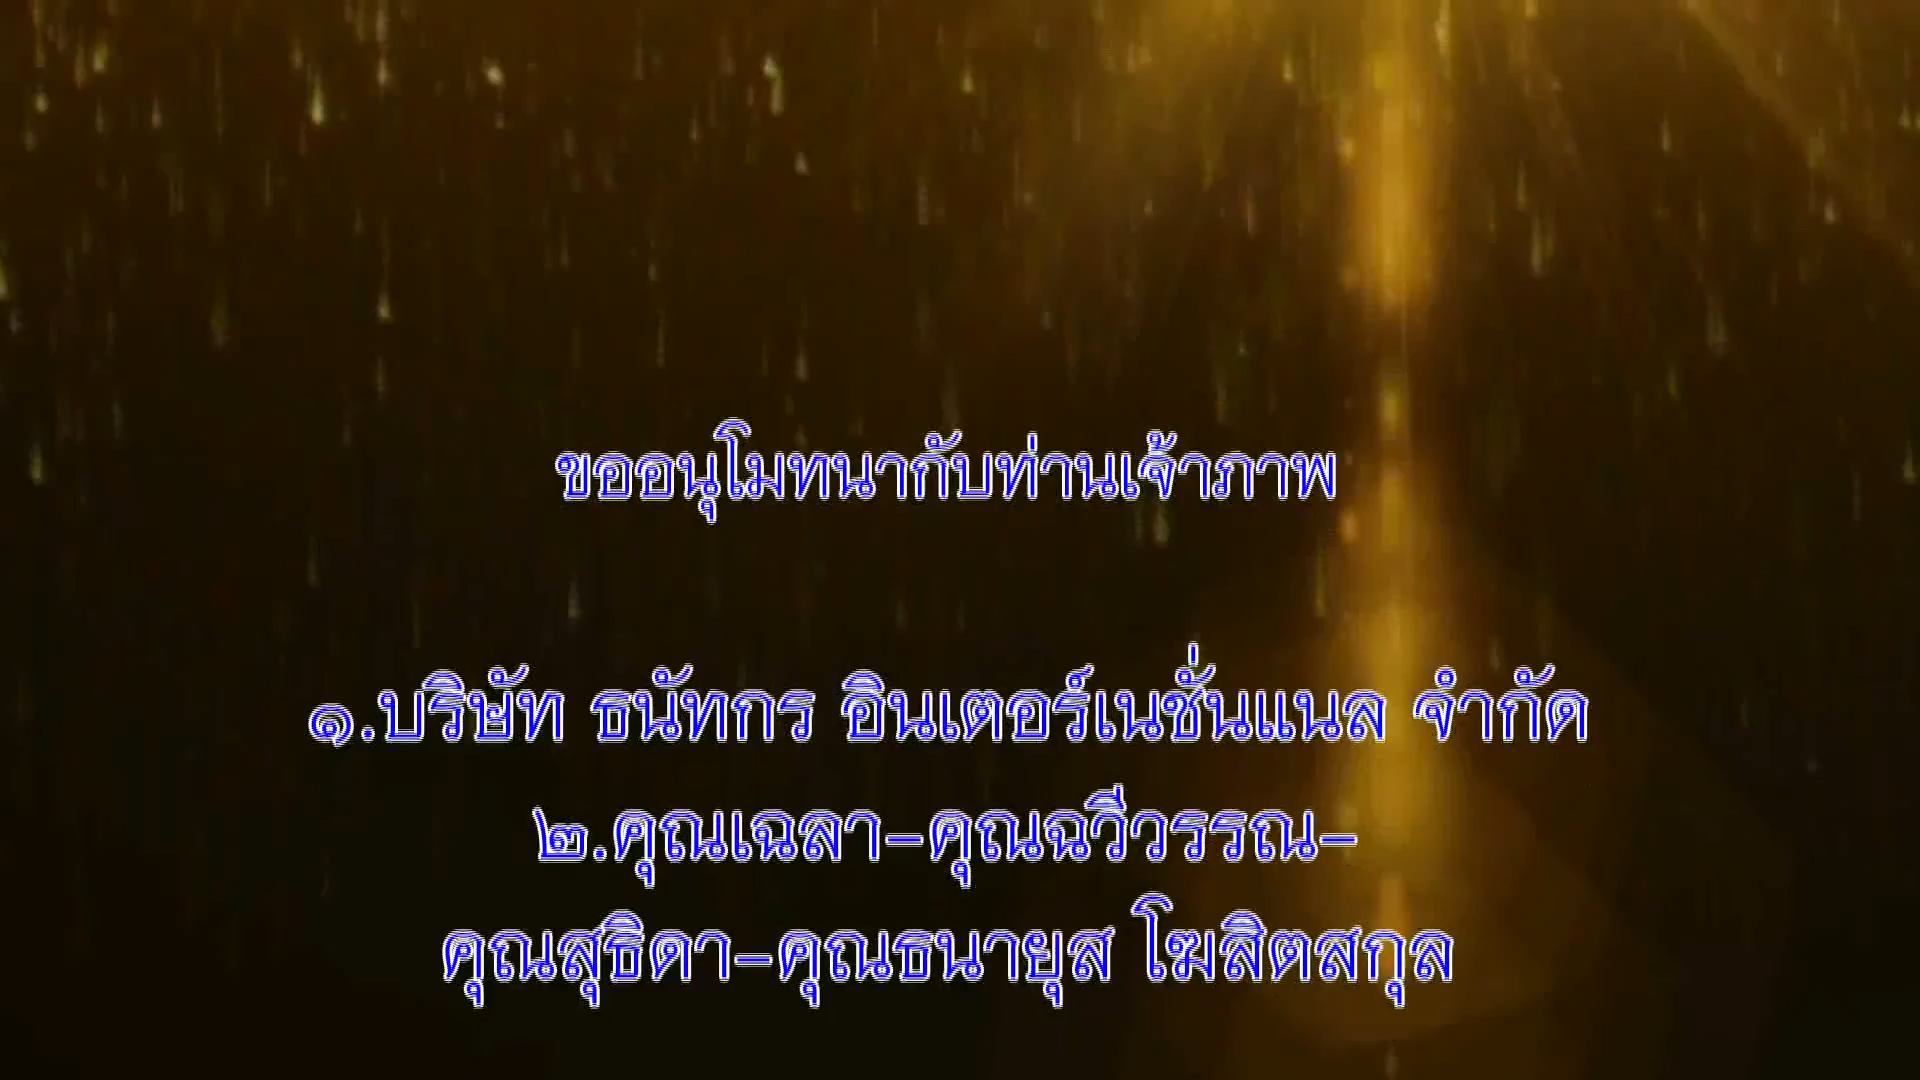 ขออนุโมทนากับท่านเจ้าภาพ
๑.บริษัท ธนัทกร อินเตอร์เนชั่นแนล จำกัด
๒.คุณเฉลา-คุณฉวีวรรณ-
คุณสุธิดา-คุณธนายุส โฆสิตสกุล